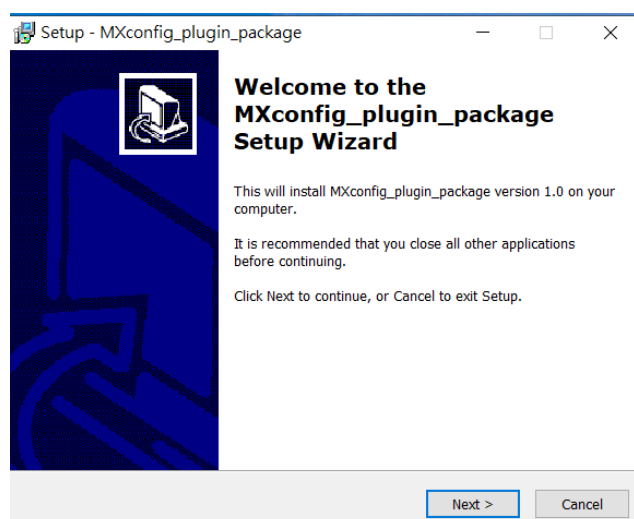 Setup - MXconfig_plugin_package
Welcome to the
MXconfig_plugin_package
Setup Wizard
This will install MXconfig_plugin_package version 1.0 on your
computer.
It is recommended that you close all other applications
before continuing.
Click Next to continue, or Cancel to exit Setup.
Next >
Cancel